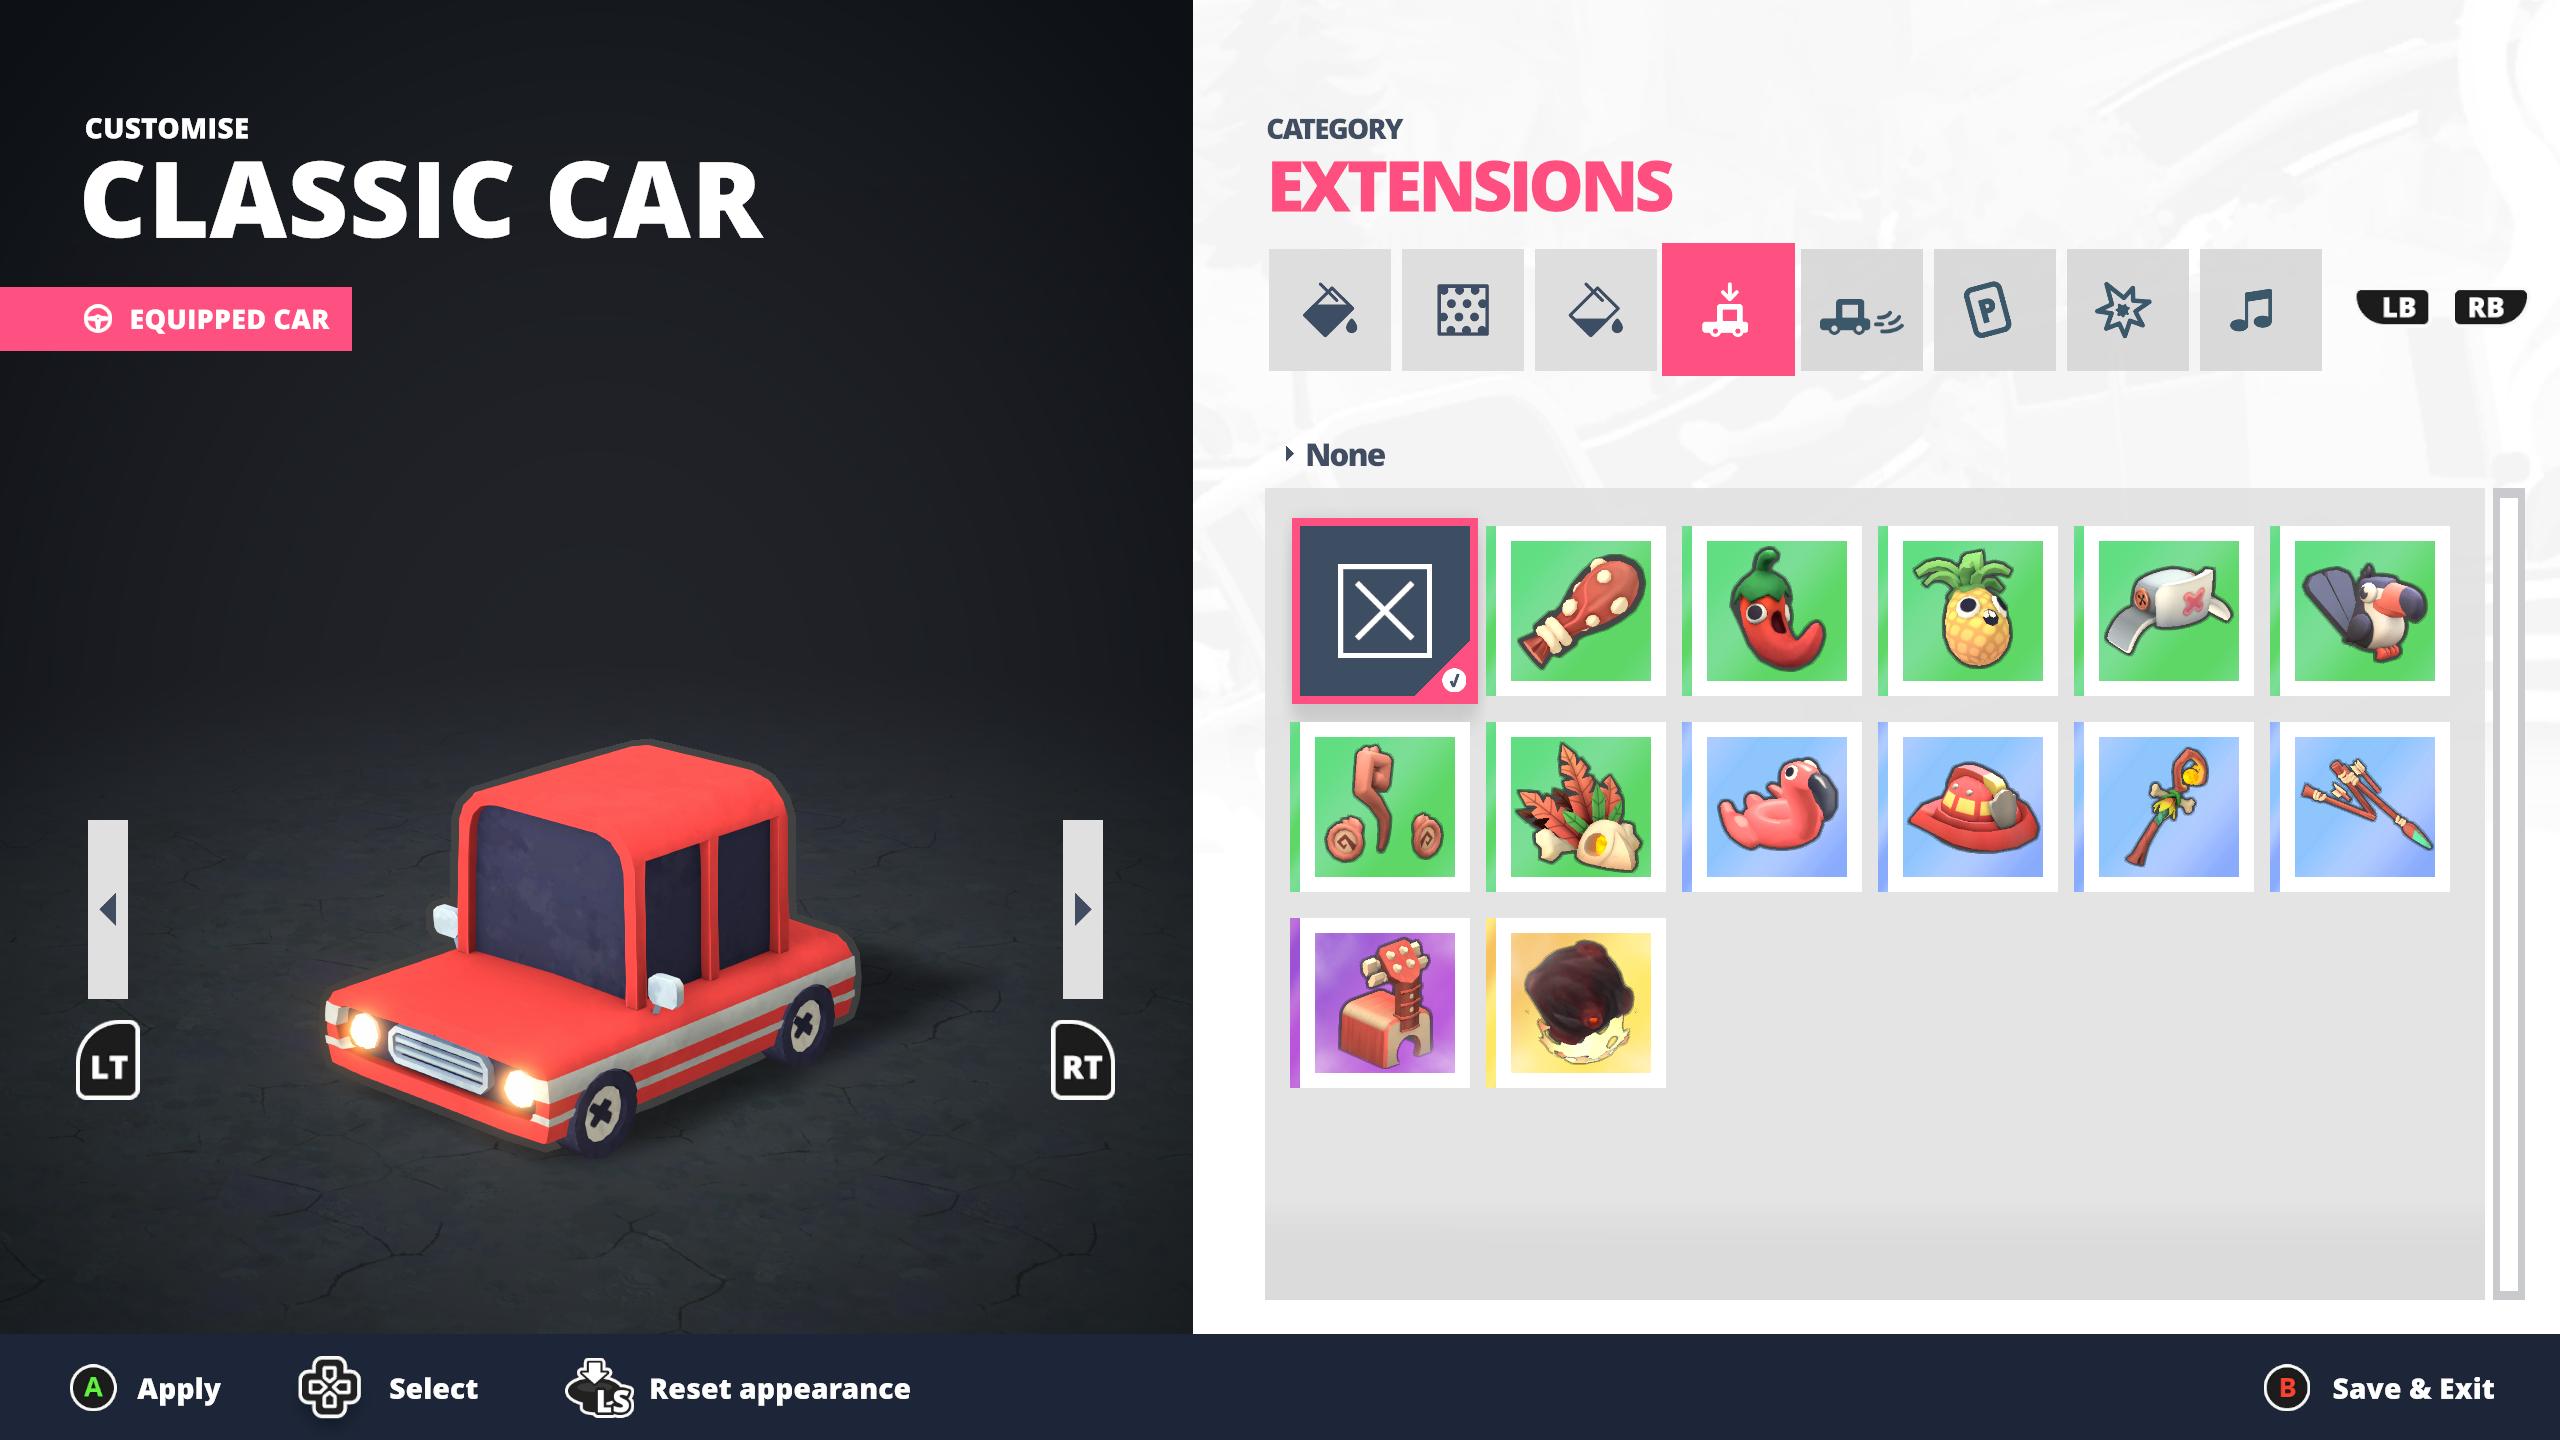 CUSTOMISE
CLASSIC CAR
EQUIPPED CAR
CATEGORY
EXTENSIONS
P
LB RB
None
LT
RT
A Apply
Select
LS Reset appearance
B Save & Exit